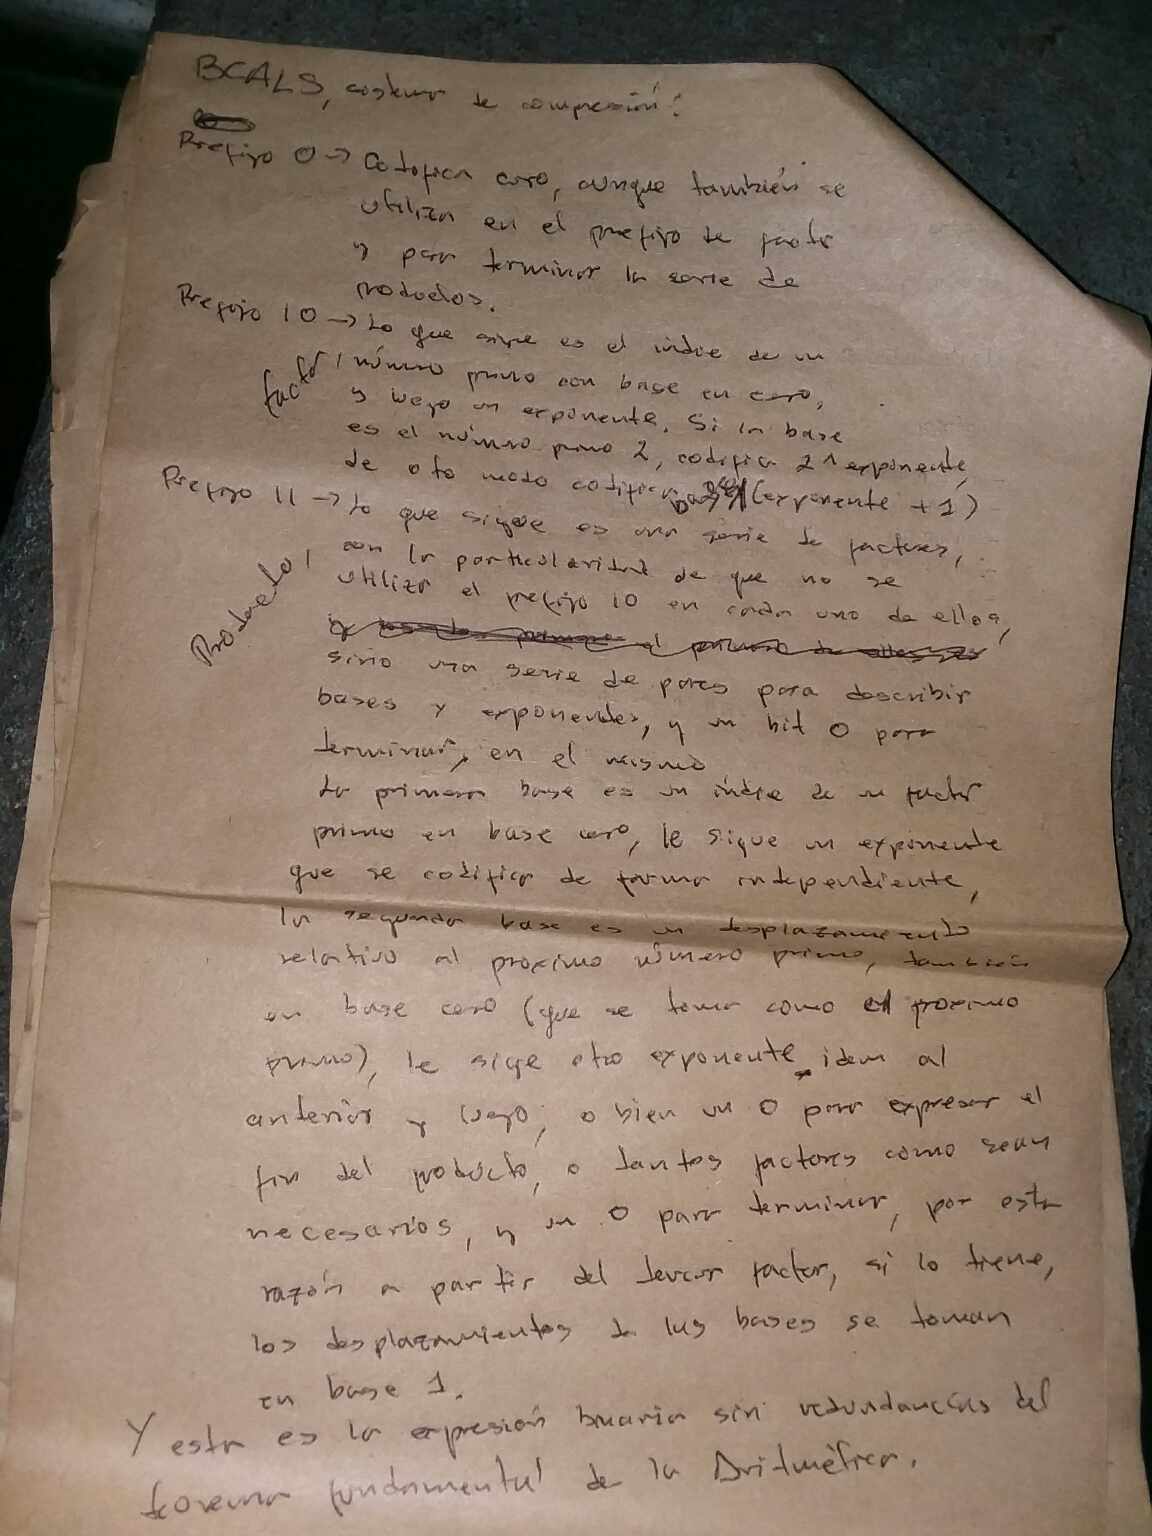 BCALS, sistema de compresión:
Prefijo 0 → Codifica cero, aunque también se
utiliza en el prefijo de factor
y para terminar la serie de
productos.
Prefijo 10 → Lo que sigue es el índice de un
factor, número primo con base en cero,
y luego un exponente. Si la base
es el número primo 2, codifica 2^exponente,
de otro modo codifica base^(exponente + 1)
Prefijo 11 → Lo que sigue es una serie de factores,
Producto, con la particularidad de que no se
utiliza el prefijo 10 en cada uno de ellos,
sino una serie de pares para describir
bases y exponentes, y un bit 0 para
terminar, en el mismo
La primera base es un índice de un factor
primo en base cero, le sigue un exponente
que se codifica de forma independiente,
la segunda base es un desplazamiento
relativo al próximo número primo, también
en base cero (que se toma como el próximo
primo), le sige otro exponente, idem al
anterior y luego, o bien un 0 para expresar el
fin del producto, o tantos factores como sean
necesarios, y un 0 para terminar, por esta
razón a partir del tercer factor, si lo tiene,
los desplazamientos de las bases se toman
en base 1.
Y esta es la expresión binaria sin redundancias del
teorema fundamental de la Aritmética.